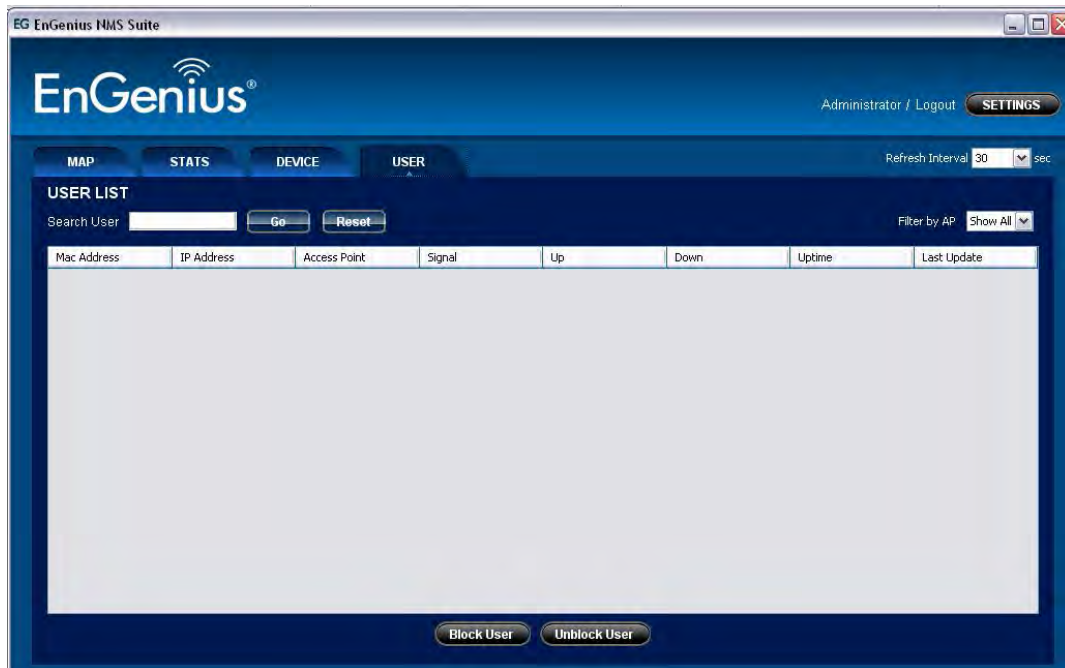 EG EnGenius NMS Suite
EnGenius®
Administrator / Logout SETTINGS
MAP STATS DEVICE USER
Refresh Interval 30 sec
USER LIST
Search User Go Reset
Filter by AP Show All
Mac Address IP Address Access Point Signal Up Down Uptime Last Update
Block User Unblock User